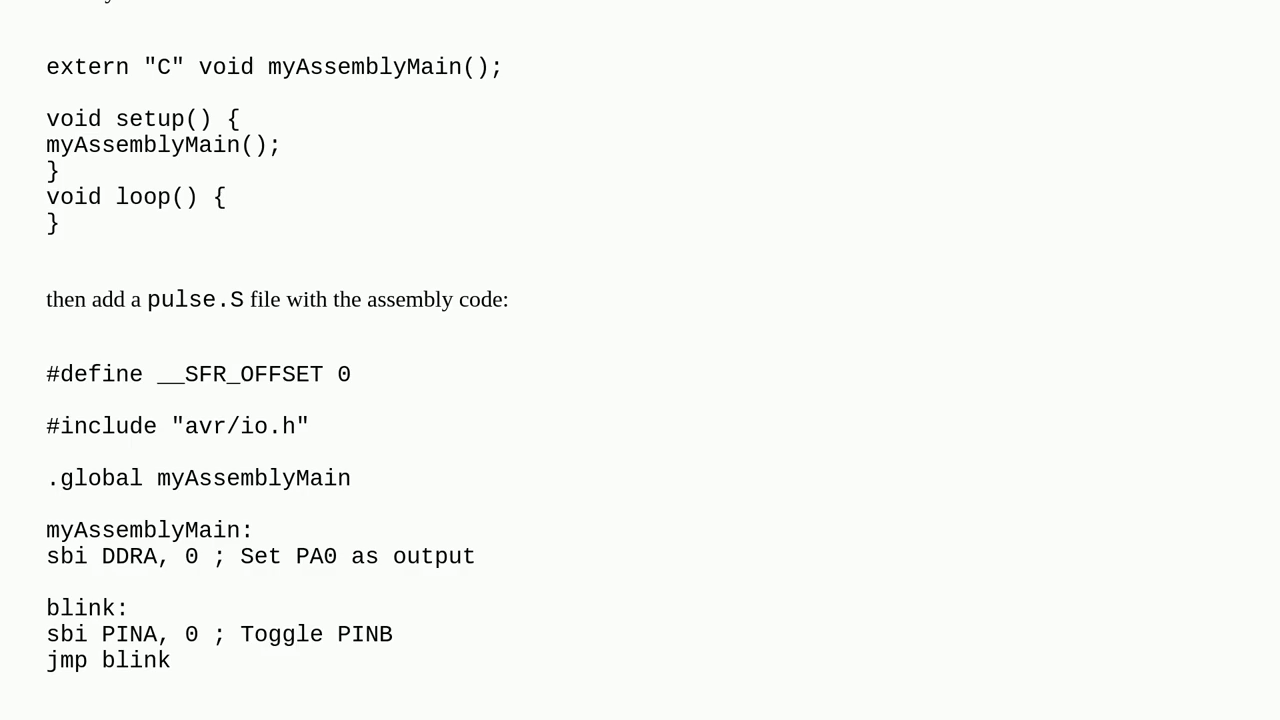 extern "C" void myAssemblyMain();
void setup() {
myAssemblyMain();
}
void loop() {
}
then add a pulse.S file with the assembly code:
#define __SFR_OFFSET 0
#include "avr/io.h"
.global myAssemblyMain
myAssemblyMain:
sbi DDRA, 0 ; Set PA0 as output
blink:
sbi PINA, 0 ; Toggle PINB
jmp blink